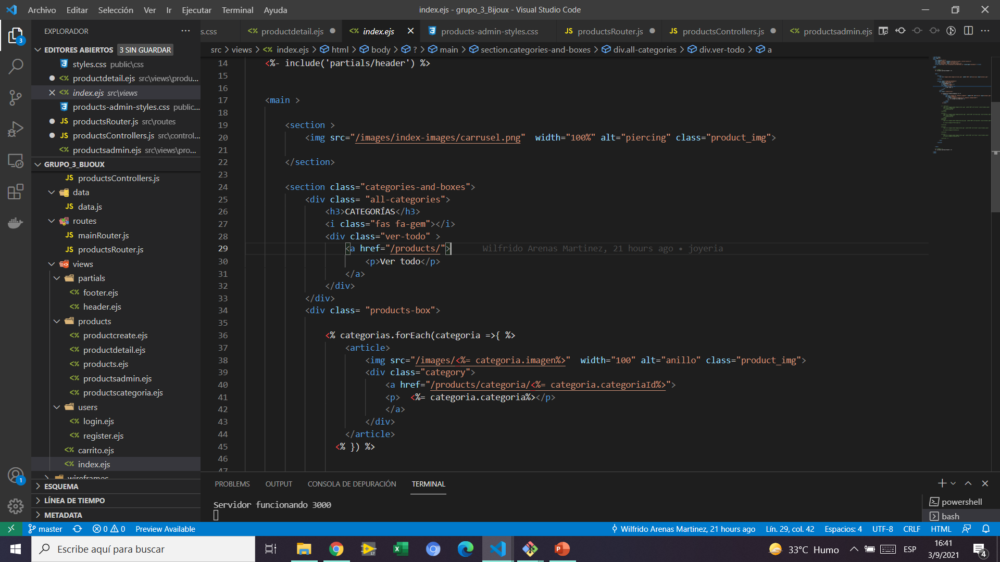 Archivo Editar Selección Ver Ir Ejecutar Terminal Ayuda
index.ejs - grupo_3_Bijoux - Visual Studio Code
EXPLORADOR
3
s.css
<% productdetail.ejs
<% index.ejs
products-admin-styles.css
JS productsRouter.js
JS productsControllers.js
<% productsadmin.ejs
src > views > <% index.ejs > html > body > ? > main > section.categories-and-boxes > div.all-categories > div.ver-todo > a
EDITORES ABIERTOS 3 SIN GUARDAR
styles.css public\css
<% productdetail.ejs src\views\produ...
<% index.ejs src\views
products-admin-styles.css public...
JS productsRouter.js src\routes
JS productsControllers.js src\control...
<% productsadmin.ejs src\views\pro...
GRUPO_3_BIJOUX
JS productsControllers.js
data
JS data.js
routes
JS mainRouter.js
JS productsRouter.js
views
partials
<% footer.ejs
<% header.ejs
products
<% productcreate.ejs
<% productdetail.ejs
<% products.ejs
<% productsadmin.ejs
<% productscategoria.ejs
users
<% login.ejs
<% register.ejs
<% carrito.ejs
<% index.ejs
wireframes
ESQUEMA
LÍNEA DE TIEMPO
METADATA
1
14 <%- include('partials/header') %>
15
16
17 <main >
18
19 <section >
20 <img src="/images/index-images/carrusel.png"  width="100%" alt="piercing" class="product_img">
21
22 </section>
23
24 <section class="categories-and-boxes">
25 <div class= "all-categories">
26 <h3>CATEGORÍAS</h3>
27 <i class="fas fa-gem"></i>
28 <div class="ver-todo" >
29 <a href="/products/"> Wilfrido Arenas Martinez, 21 hours ago • joyeria
30 <p>Ver todo</p>
31 </a>
32 </div>
33 </div>
34 <div class= "products-box">
35
36 <% categorias.forEach(categoria =>{ %>
37 <article>
38 <img src="/images/<%= categoria.imagen%>"  width="100" alt="anillo" class="product_img">
39 <div class="category">
40 <a href="/products/categoria/<%= categoria.categoriaId%>">
41 <p>  <%= categoria.categoria%></p>
42 </a>
43 </div>
44 </article>
45 <% }) %>
46
47
PROBLEMS OUTPUT CONSOLA DE DEPURACIÓN TERMINAL
Servidor funcionando 3000
powershell
bash
master 0 0 Preview Available
Wilfrido Arenas Martinez, 21 hours ago Lín. 29, col. 42 Espacios: 4 UTF-8 CRLF HTML
Escribe aquí para buscar
17
33°C Humo
ESP
16:41
3/9/2021
4